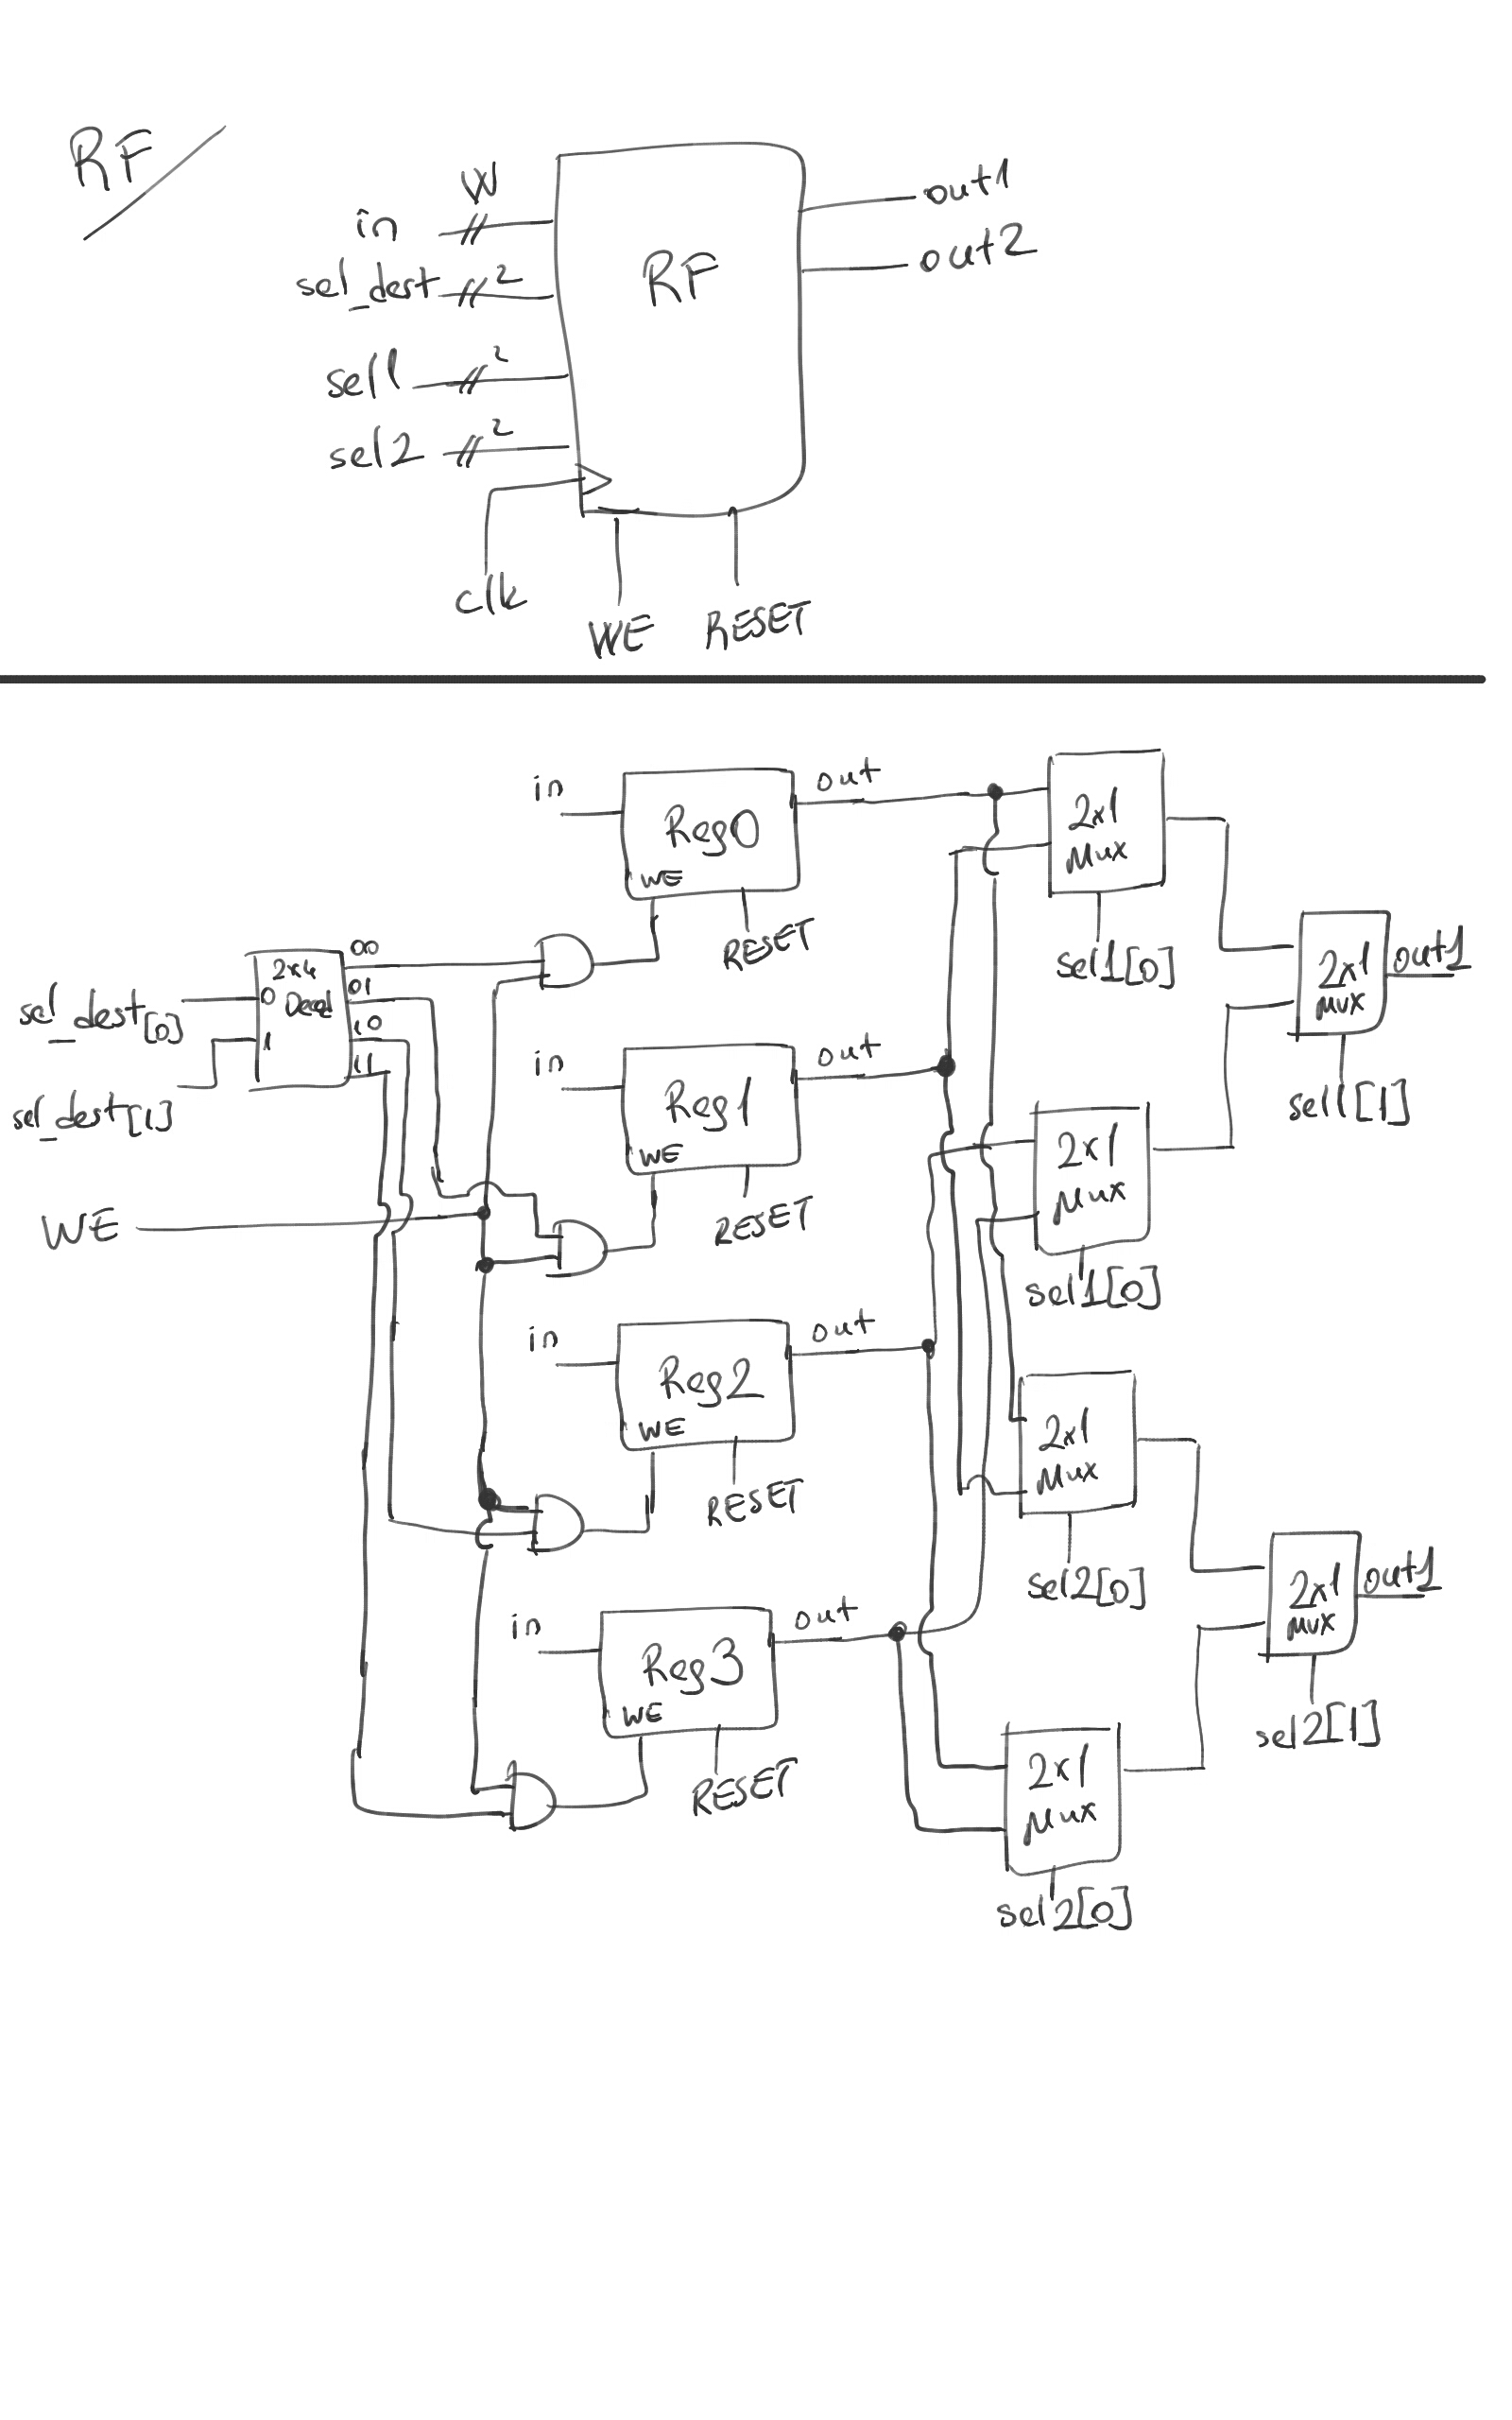 RF
W
in
sel_dest 2
sel1 2
sel2 2
clk
WE
RESET
RF
out1
out2
in
Reg0
WE
out
RESET
2x1
Mux
sel1[0]
2x1
Mux
out1
sel1[1]
sel_dest[0]
sel_dest[1]
2x4
Decod
0
1
00
01
10
11
WE
in
Reg1
WE
out
RESET
2x1
Mux
sel1[0]
in
Reg2
WE
out
RESET
2x1
Mux
sel2[0]
2x1
Mux
out1
sel2[1]
in
Reg3
WE
out
RESET
2x1
Mux
sel2[0]